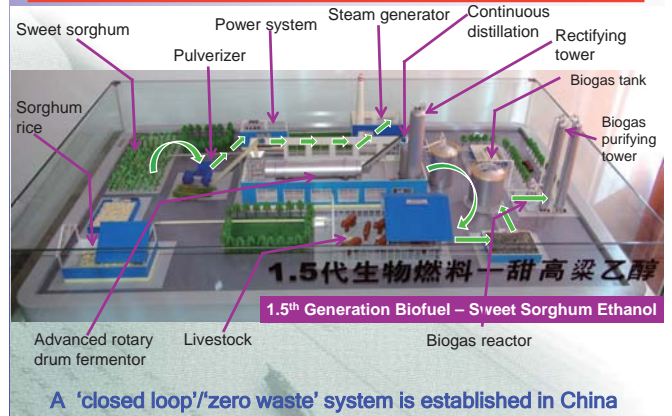 Sweet sorghum
Power system
Steam generator
Continuous
distillation
Pulverizer
Rectifying
tower
Biogas tank
Sorghum
rice
Biogas
purifying
tower
1.5代生物燃料一甜高粱乙醇
1.5th Generation Biofuel – Sweet Sorghum Ethanol
Advanced rotary
drum fermentor
Livestock
Biogas reactor
A ‘closed loop’/‘zero waste’ system is established in China